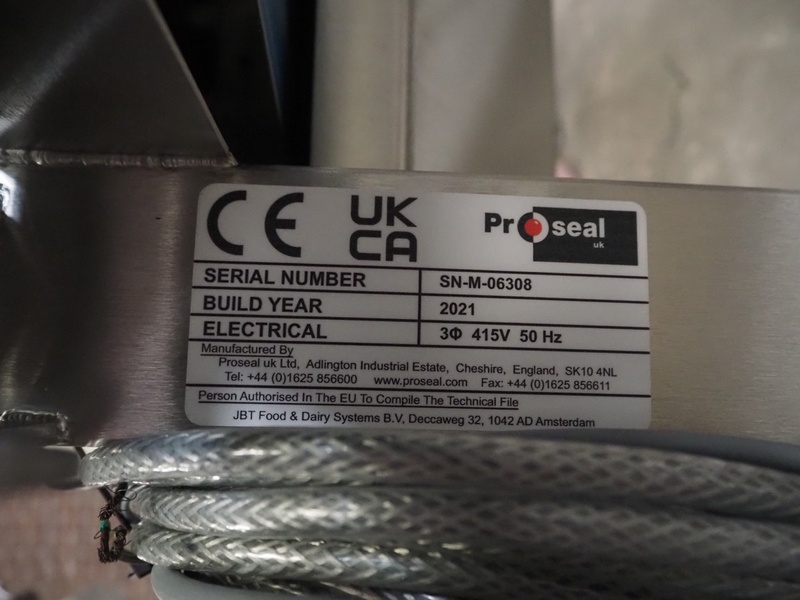 CE UK CA Proseal uk
SERIAL NUMBER SN-M-06308
BUILD YEAR 2021
ELECTRICAL 3Φ 415V 50 Hz
Manufactured By
Proseal uk Ltd, Adlington Industrial Estate, Cheshire, England, SK10 4NL
Tel: +44 (0)1625 856600 www.proseal.com Fax: +44 (0)1625 856611
Person Authorised In The EU To Compile The Technical File
JBT Food & Dairy Systems B.V, Deccaweg 32, 1042 AD Amsterdam